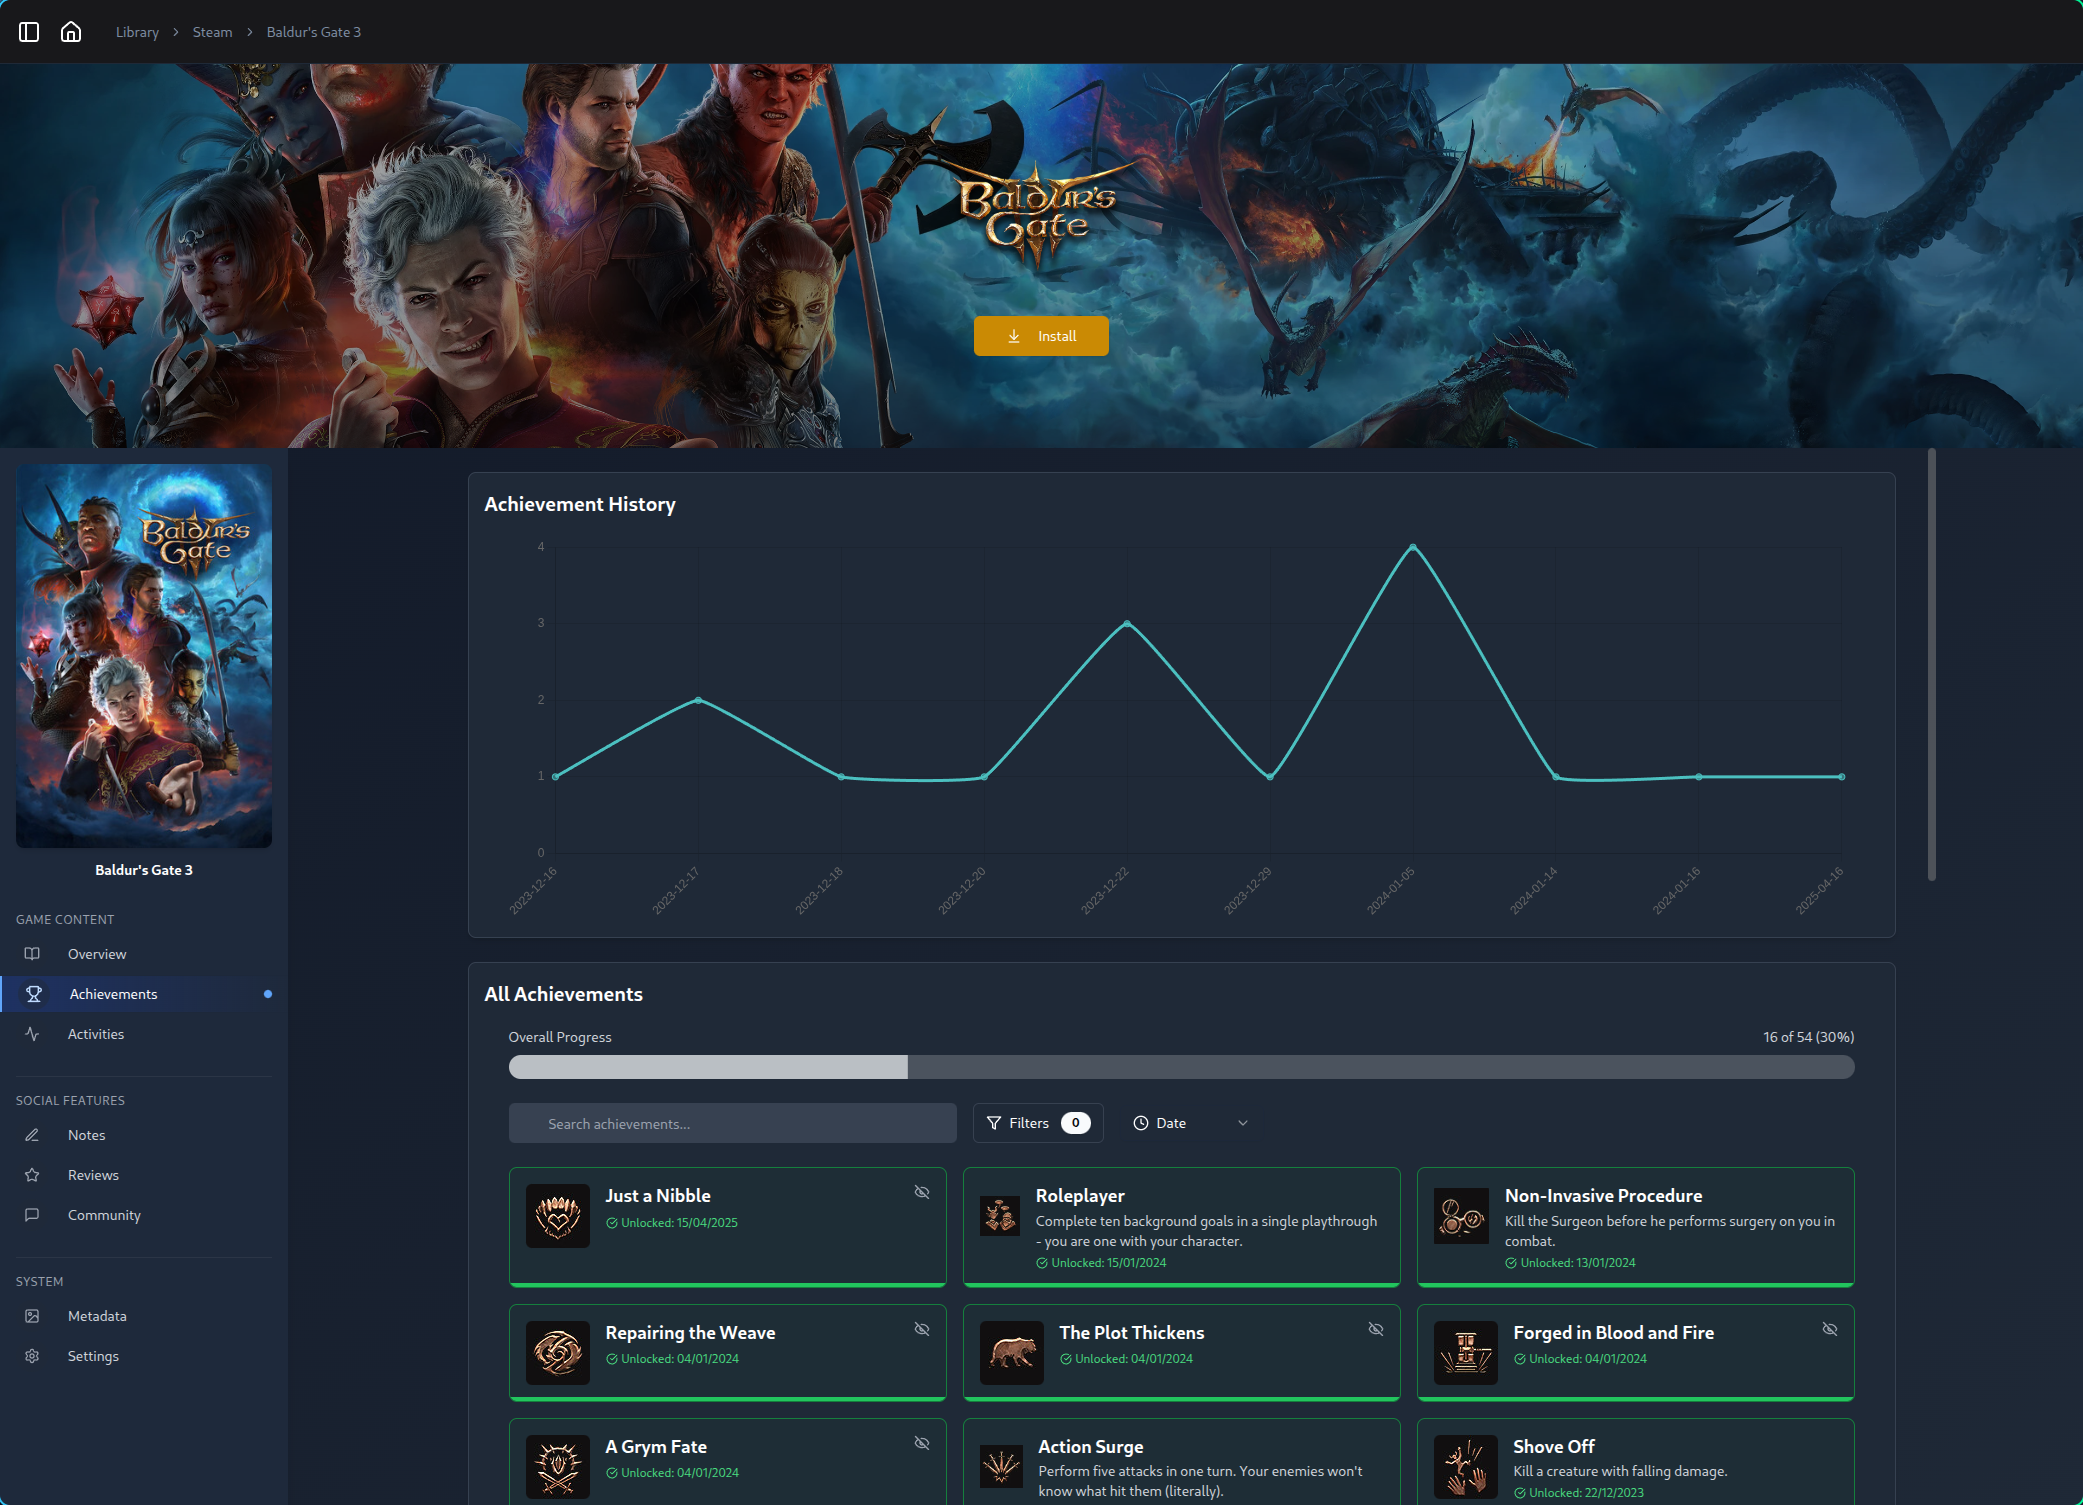 Library > Steam > Baldur's Gate 3
Baldur's
Gate
III
Install
Baldur's
Gate
III
Baldur's Gate 3
GAME CONTENT
Overview
Achievements
Activities
SOCIAL FEATURES
Notes
Reviews
Community
SYSTEM
Metadata
Settings
Achievement History
4
3
2
1
0
2023-12-16
2023-12-17
2023-12-18
2023-12-20
2023-12-22
2023-12-29
2024-01-05
2024-01-14
2024-01-16
2025-04-16
All Achievements
Overall Progress
16 of 54 (30%)
Search achievements...
Filters 0
Date
Just a Nibble
Unlocked: 15/04/2025
Roleplayer
Complete ten background goals in a single playthrough
- you are one with your character.
Unlocked: 15/01/2024
Non-Invasive Procedure
Kill the Surgeon before he performs surgery on you in
combat.
Unlocked: 13/01/2024
Repairing the Weave
Unlocked: 04/01/2024
The Plot Thickens
Unlocked: 04/01/2024
Forged in Blood and Fire
Unlocked: 04/01/2024
A Grym Fate
Unlocked: 04/01/2024
Action Surge
Perform five attacks in one turn. Your enemies won't
know what hit them (literally).
Shove Off
Kill a creature with falling damage.
Unlocked: 22/12/2023